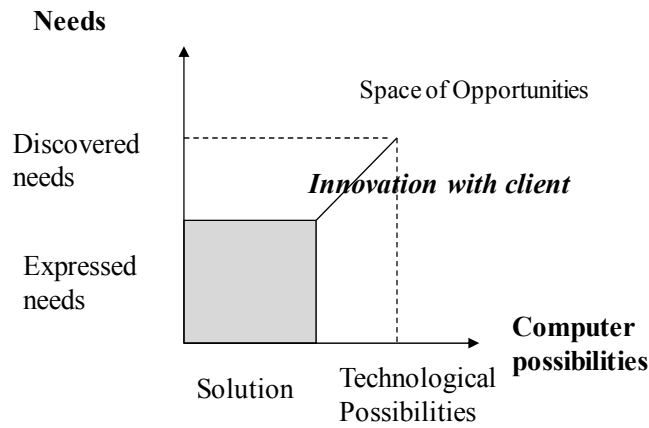 Needs
Space of Opportunities
Discovered
needs
Innovation with client
Expressed
needs
Computer
possibilities
Solution
Technological
Possibilities